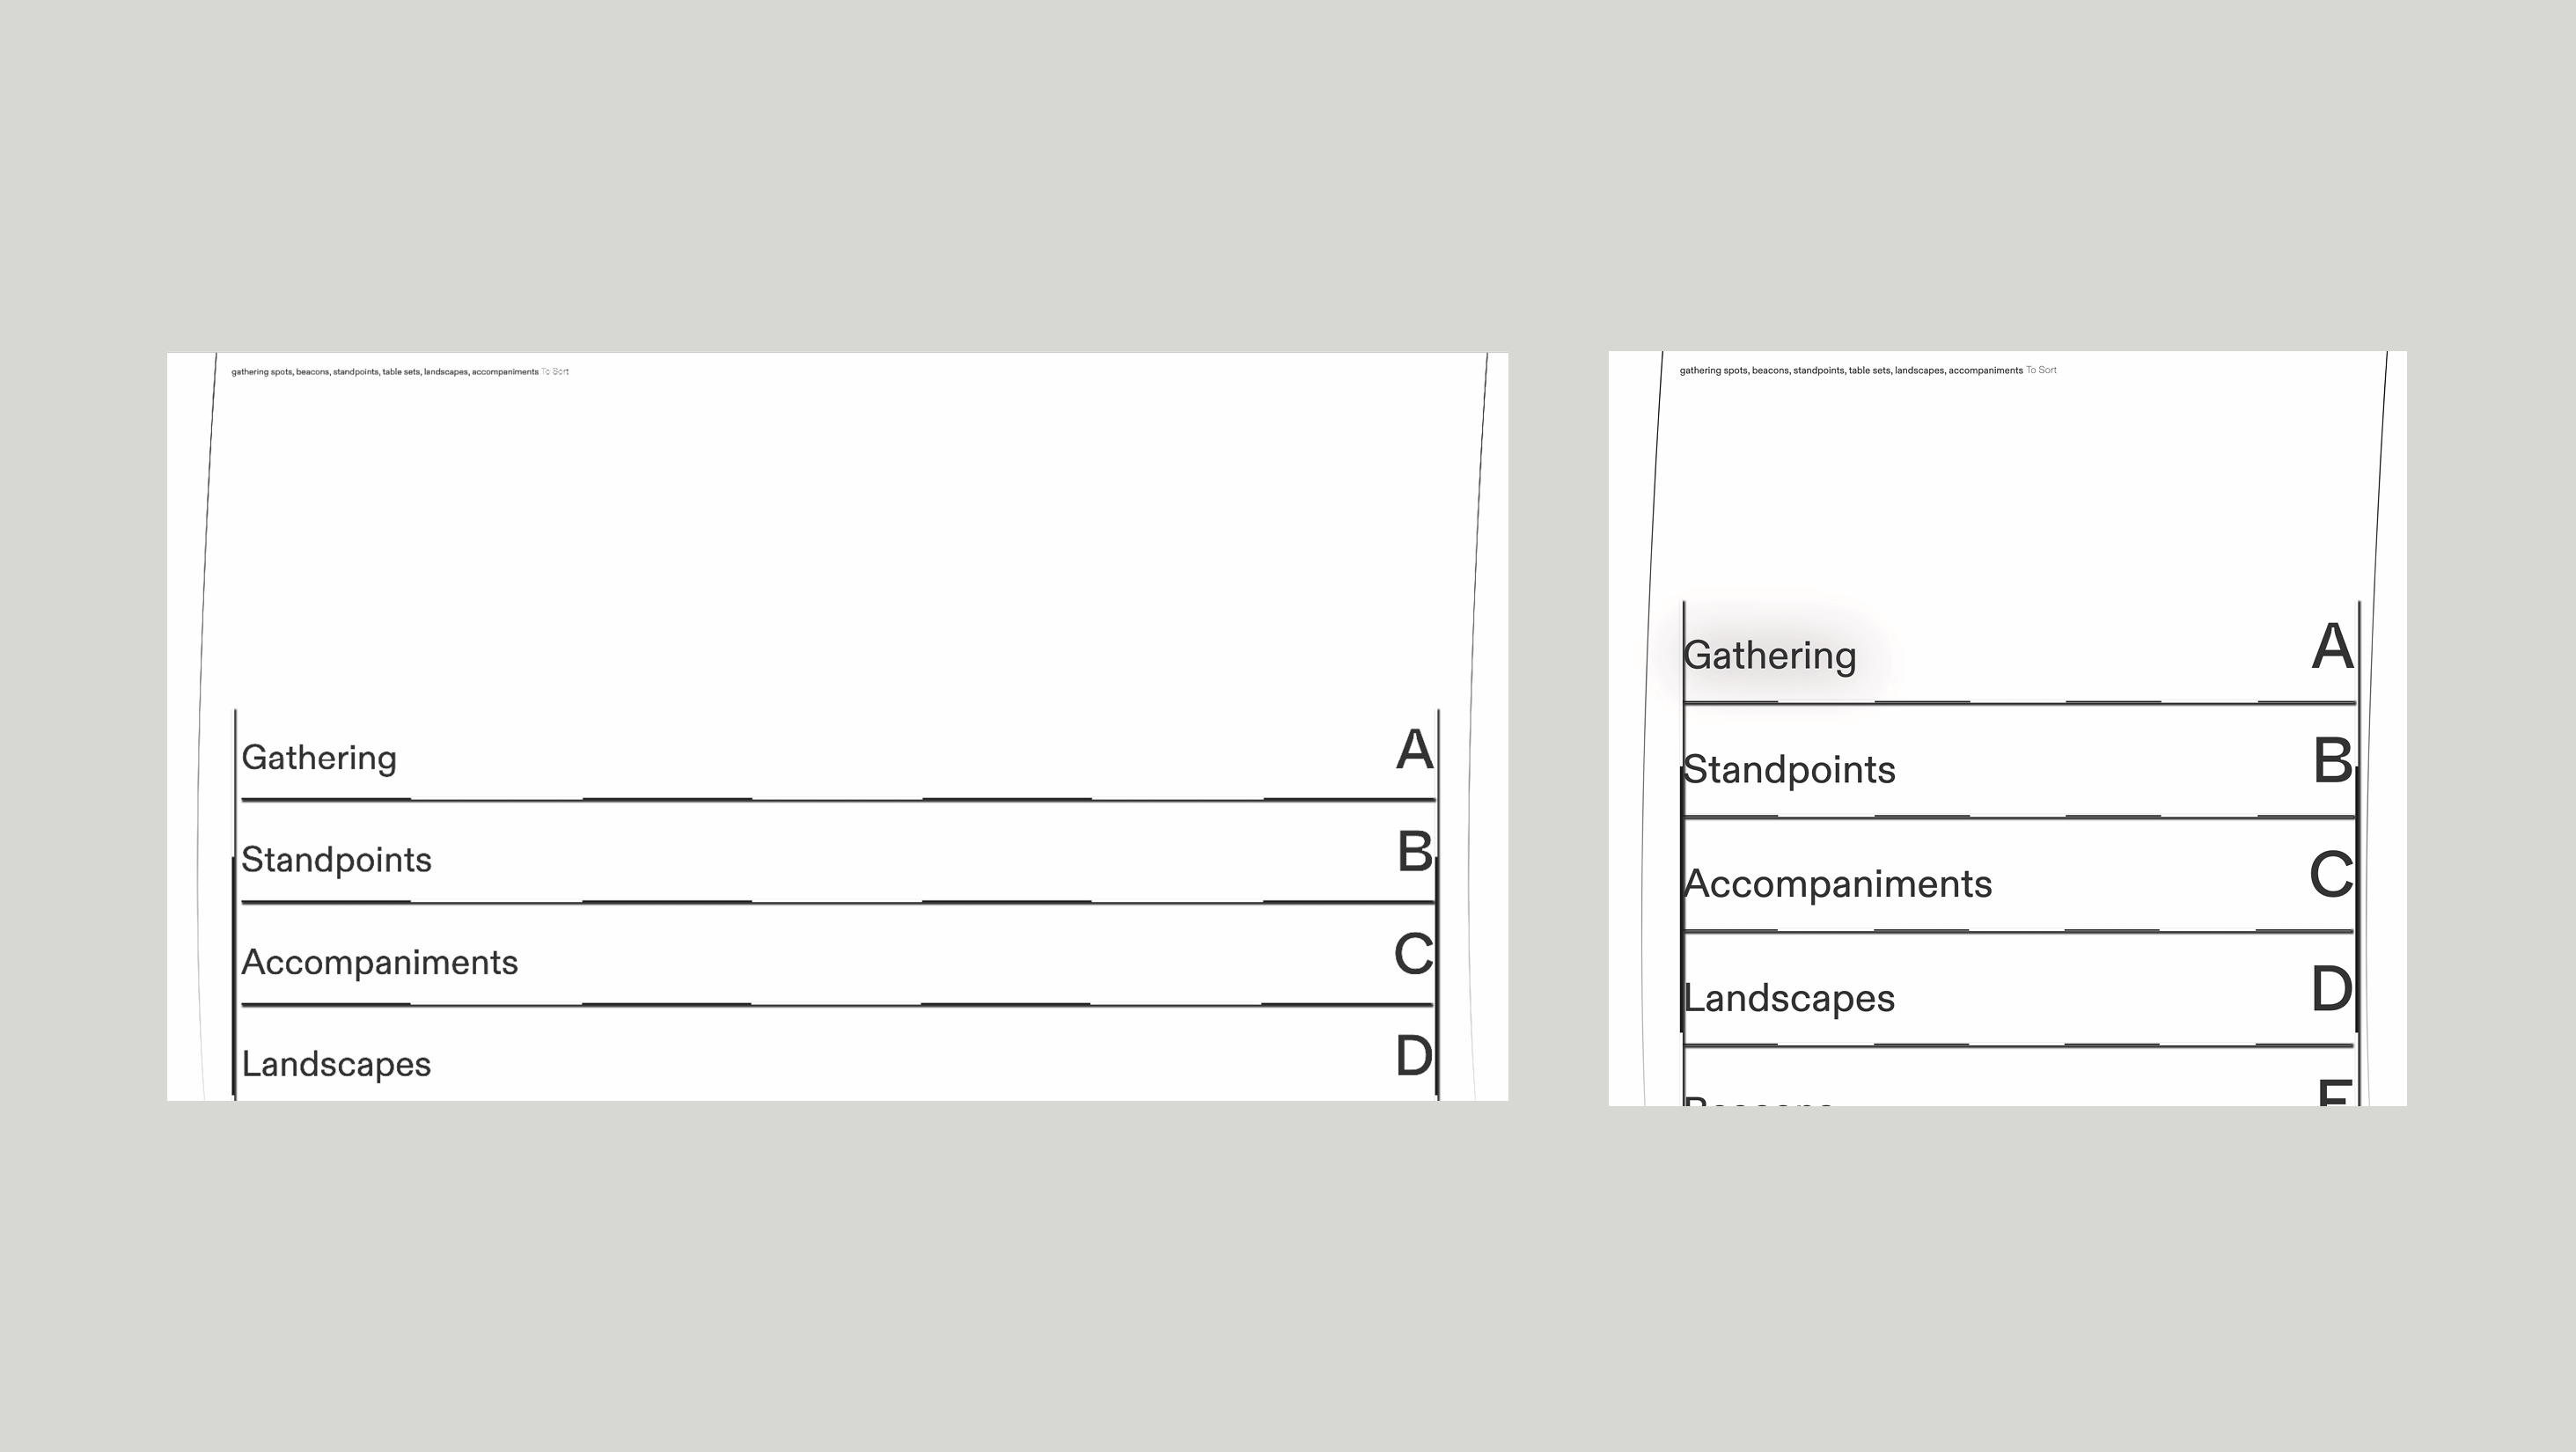 gathering spots, beacons, standpoints, table sets, landscapes, accompaniments To Sort
Gathering A
Standpoints B
Accompaniments C
Landscapes D
gathering spots, beacons, standpoints, table sets, landscapes, accompaniments To Sort
Gathering A
Standpoints B
Accompaniments C
Landscapes D